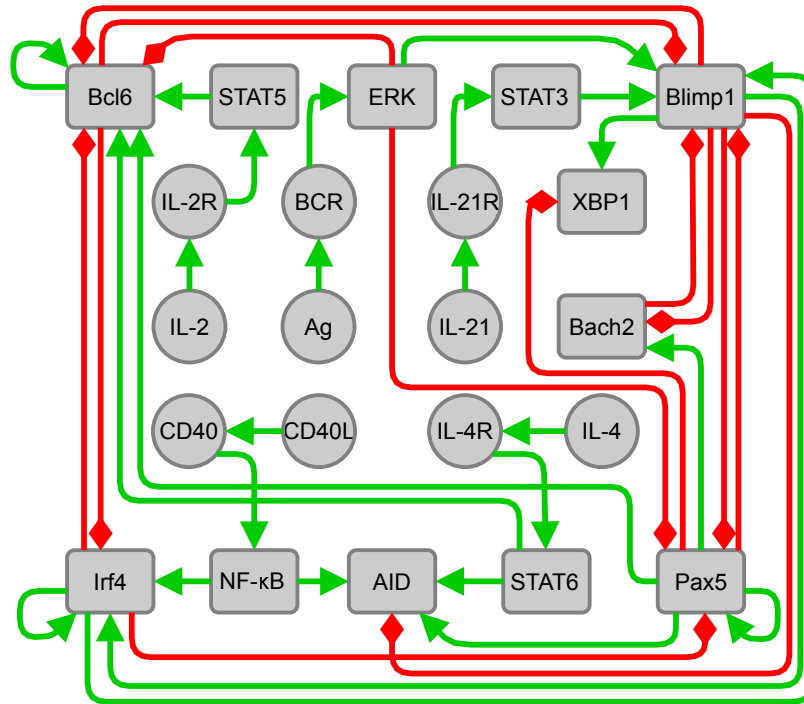 Bcl6
STAT5
ERK
STAT3
Blimp1
IL-2R
BCR
IL-21R
XBP1
IL-2
Ag
IL-21
Bach2
CD40
CD40L
IL-4R
IL-4
Irf4
NF-κB
AID
STAT6
Pax5